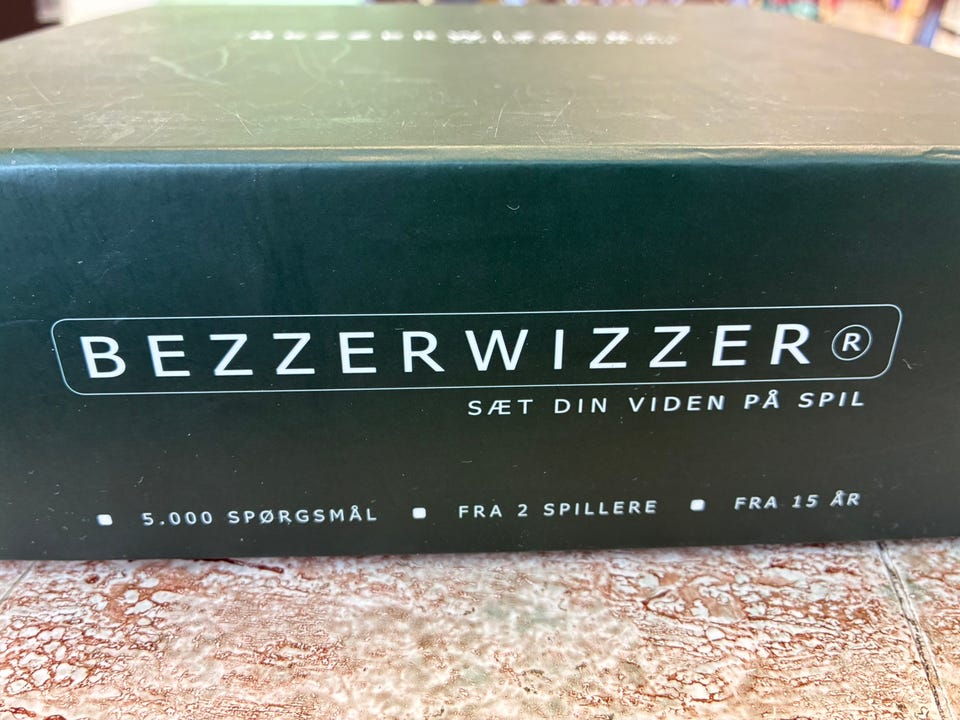 BEZZERWIZZER®
SÆT DIN VIDEN PÅ SPIL
5.000 SPØRGSMÅL ▪ FRA 2 SPILLERE ▪ FRA 15 ÅR